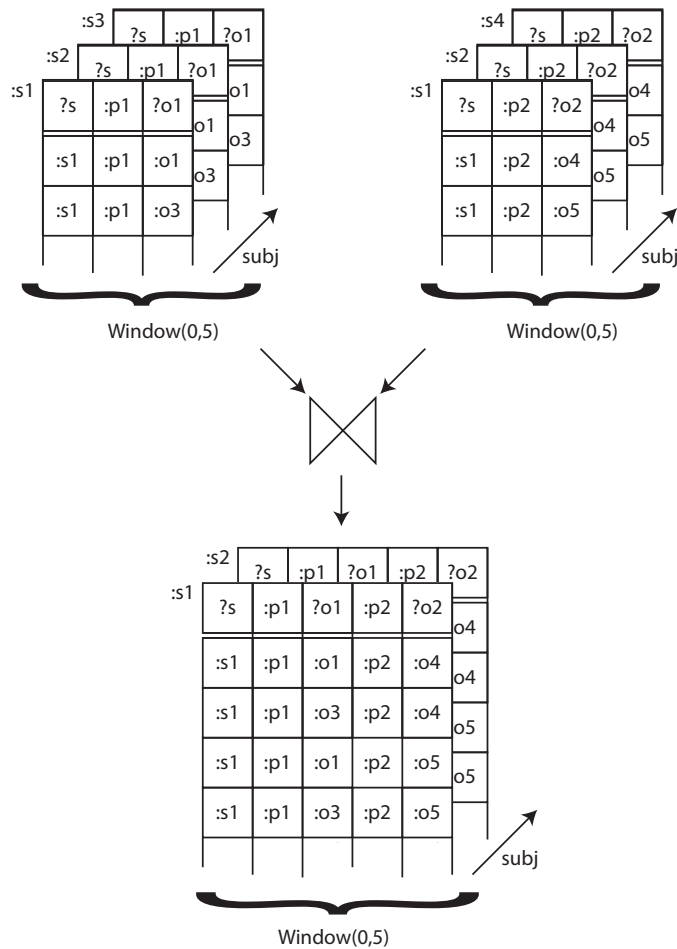 :s3 ?s :p1 ?o1
:s2 ?s :p1 ?o1
:s1 ?s :p1 ?o1
o1
o1
:s1 :p1 :o1
o3
o3
:s1 :p1 :o3
subj
Window(0,5)
:s4 ?s :p2 ?o2
:s2 ?s :p2 ?o2
:s1 ?s :p2 ?o2
o4
o4
:s1 :p2 :o4
o5
o5
:s1 :p2 :o5
subj
Window(0,5)
:s2 ?s :p1 ?o1 :p2 ?o2
:s1 ?s :p1 ?o1 :p2 ?o2
o4
:s1 :p1 :o1 :p2 :o4
o4
:s1 :p1 :o3 :p2 :o4
o5
:s1 :p1 :o1 :p2 :o5
o5
:s1 :p1 :o3 :p2 :o5
subj
Window(0,5)